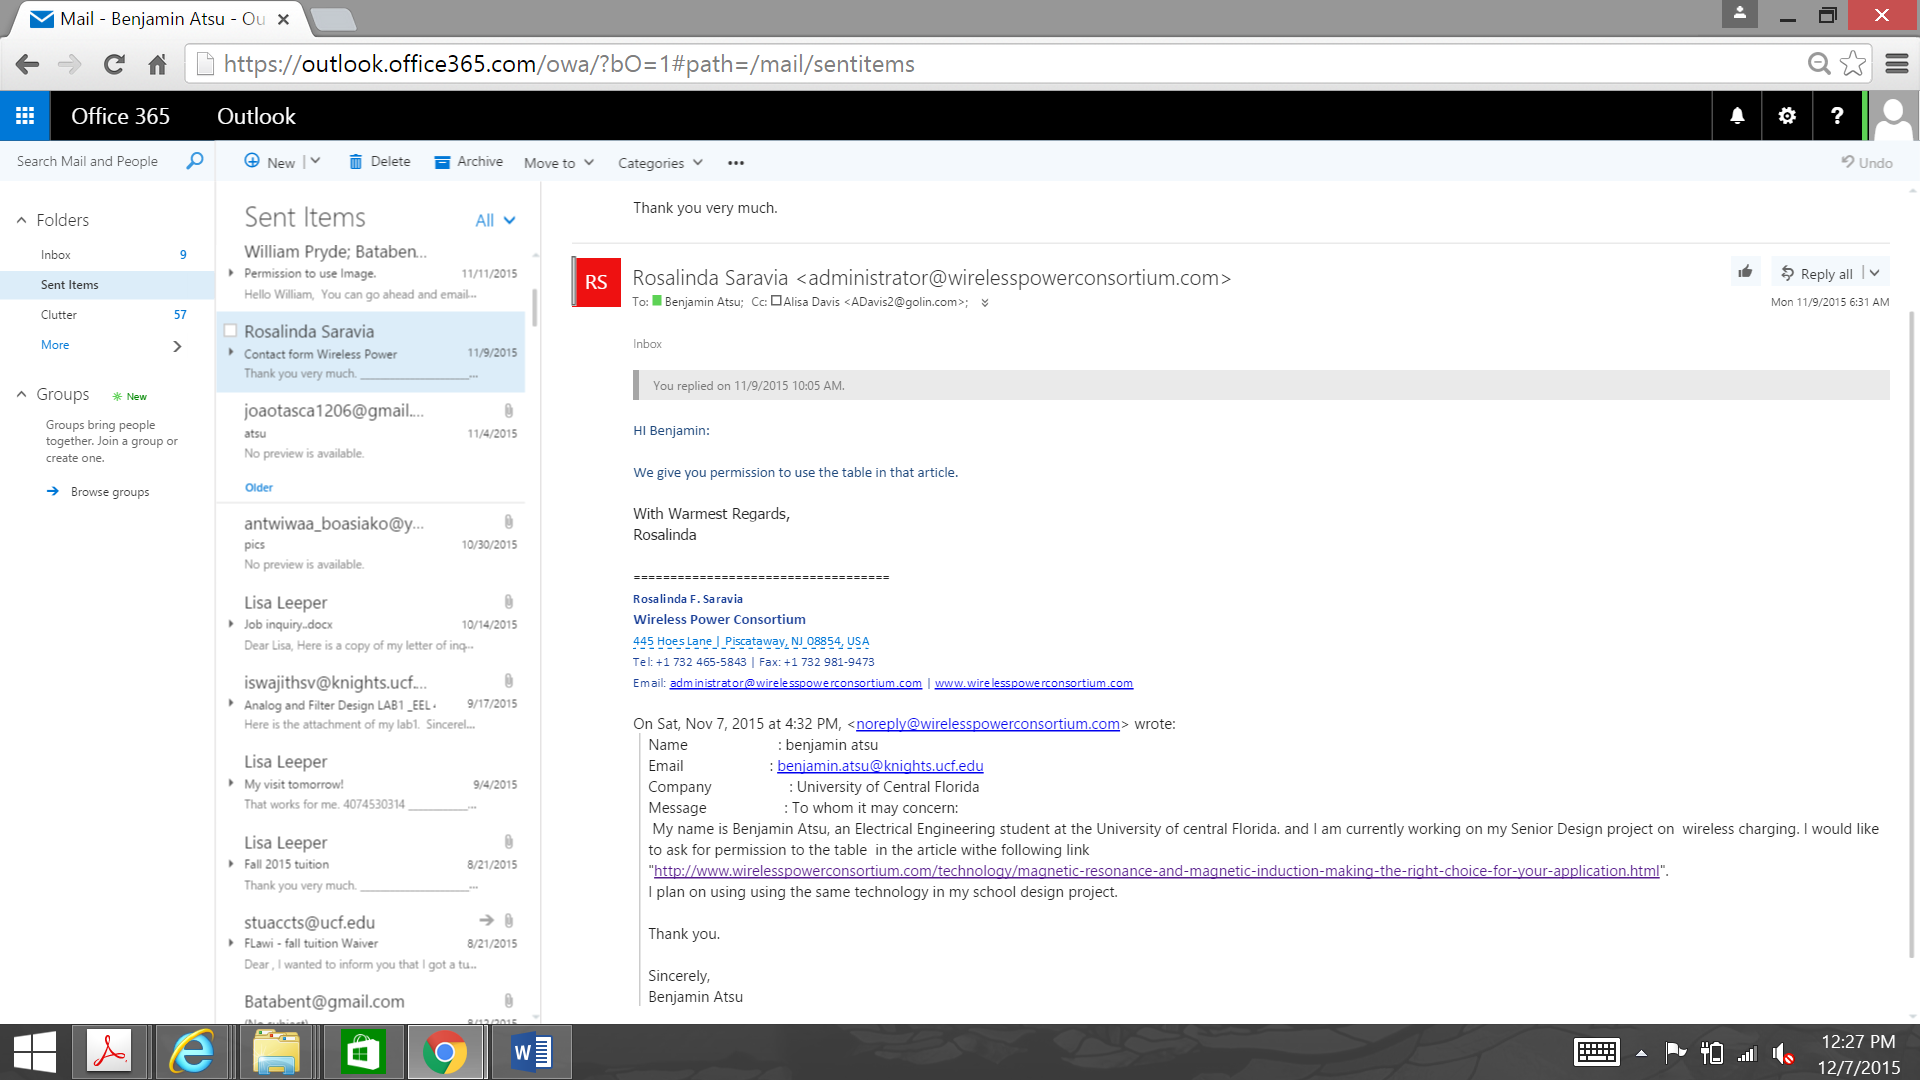 Mail - Benjamin Atsu - Ou
https://outlook.office365.com/owa/?bO=1#path=/mail/sentitems
Office 365 Outlook
Search Mail and People
New Delete Archive Move to Categories ••• Undo
Folders
Inbox 9
Sent Items
Clutter 57
More
Groups New
Groups bring people
together. Join a group or
create one.
Browse groups
Sent Items All
William Pryde; Bataben...
Permission to use Image. 11/11/2015
Hello William, You can go ahead and email...
Rosalinda Saravia
Contact form Wireless Power 11/9/2015
Thank you very much. ___________________...
joaotasca1206@gmail....
atsu 11/4/2015
No preview is available.
Older
antwiwaa_boasiako@y...
pics 10/30/2015
No preview is available.
Lisa Leeper
Job inquiry..docx 10/14/2015
Dear Lisa, Here is a copy of my letter of inq...
iswajithsv@knights.ucf....
Analog and Filter Design LAB1 _EEL 9/17/2015
Here is the attachment of my lab1. Sincerel...
Lisa Leeper
My visit tomorrow! 9/4/2015
That works for me. 4074530314 __________...
Lisa Leeper
Fall 2015 tuition 8/21/2015
Thank you very much. ___________________...
stuaccts@ucf.edu
FLawi - fall tuition Waiver 8/21/2015
Dear , I wanted to inform you that I got a tu...
Batabent@gmail.com
(No subject) 8/12/2015
Thank you very much.
RS
Rosalinda Saravia <administrator@wirelesspowerconsortium.com>
Reply all
To: Benjamin Atsu; Cc: Alisa Davis <ADavis2@golin.com>;
Mon 11/9/2015 6:31 AM
Inbox
You replied on 11/9/2015 10:05 AM.
HI Benjamin:
We give you permission to use the table in that article.
With Warmest Regards,
Rosalinda
===================================
Rosalinda F. Saravia
Wireless Power Consortium
445 Hoes Lane | Piscataway, NJ 08854, USA
Tel: +1 732 465-5843 | Fax: +1 732 981-9473
Email: administrator@wirelesspowerconsortium.com | www.wirelesspowerconsortium.com
On Sat, Nov 7, 2015 at 4:32 PM, <noreply@wirelesspowerconsortium.com> wrote:
Name : benjamin atsu
Email : benjamin.atsu@knights.ucf.edu
Company : University of Central Florida
Message : To whom it may concern:
My name is Benjamin Atsu, an Electrical Engineering student at the University of central Florida. and I am currently working on my Senior Design project on wireless charging. I would like
to ask for permission to the table in the article withe following link
"http://www.wirelesspowerconsortium.com/technology/magnetic-resonance-and-magnetic-induction-making-the-right-choice-for-your-application.html".
I plan on using using the same technology in my school design project.
Thank you.
Sincerely,
Benjamin Atsu
12:27 PM
12/7/2015